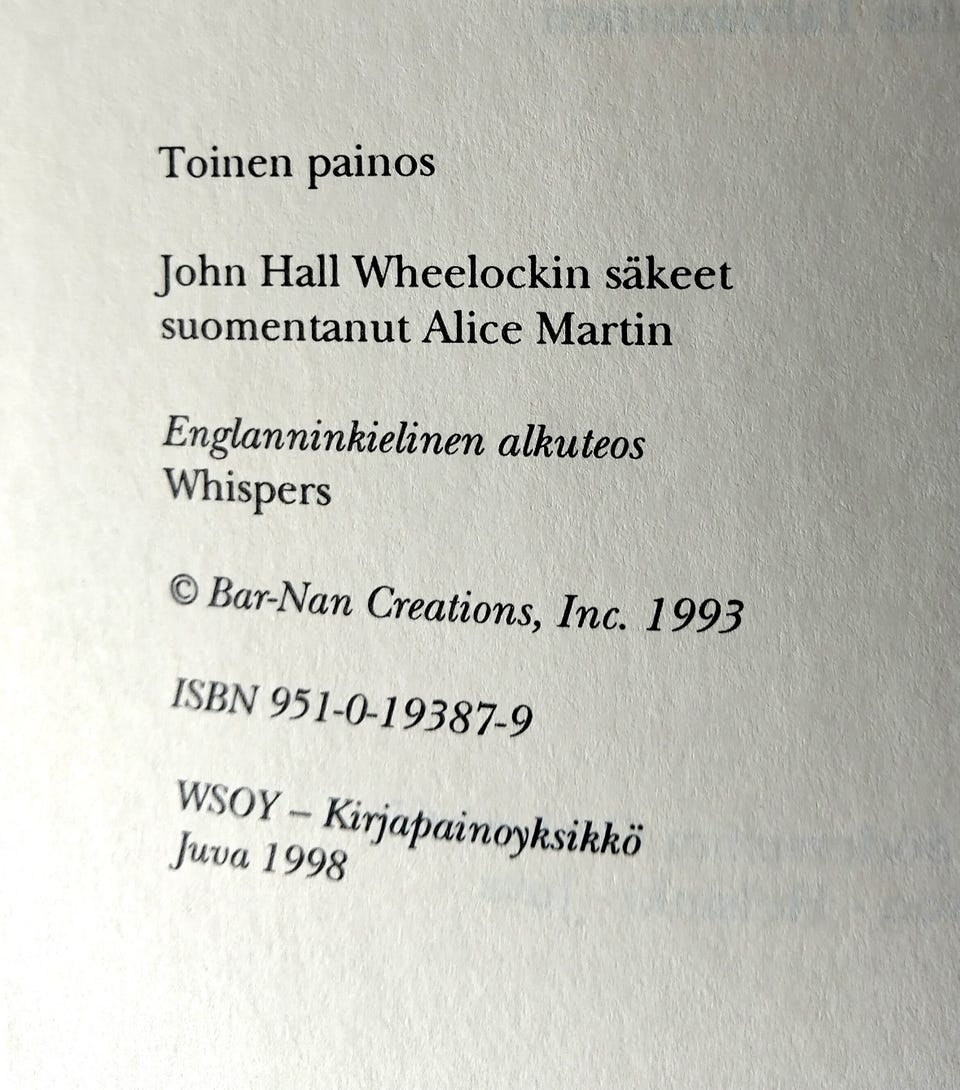 Toinen painos
John Hall Wheelockin säkeet
suomentanut Alice Martin
Englanninkielinen alkuteos
Whispers
© Bar-Nan Creations, Inc. 1993
ISBN 951-0-19387-9
WSOY – Kirjapainoyksikkö
Juva 1998